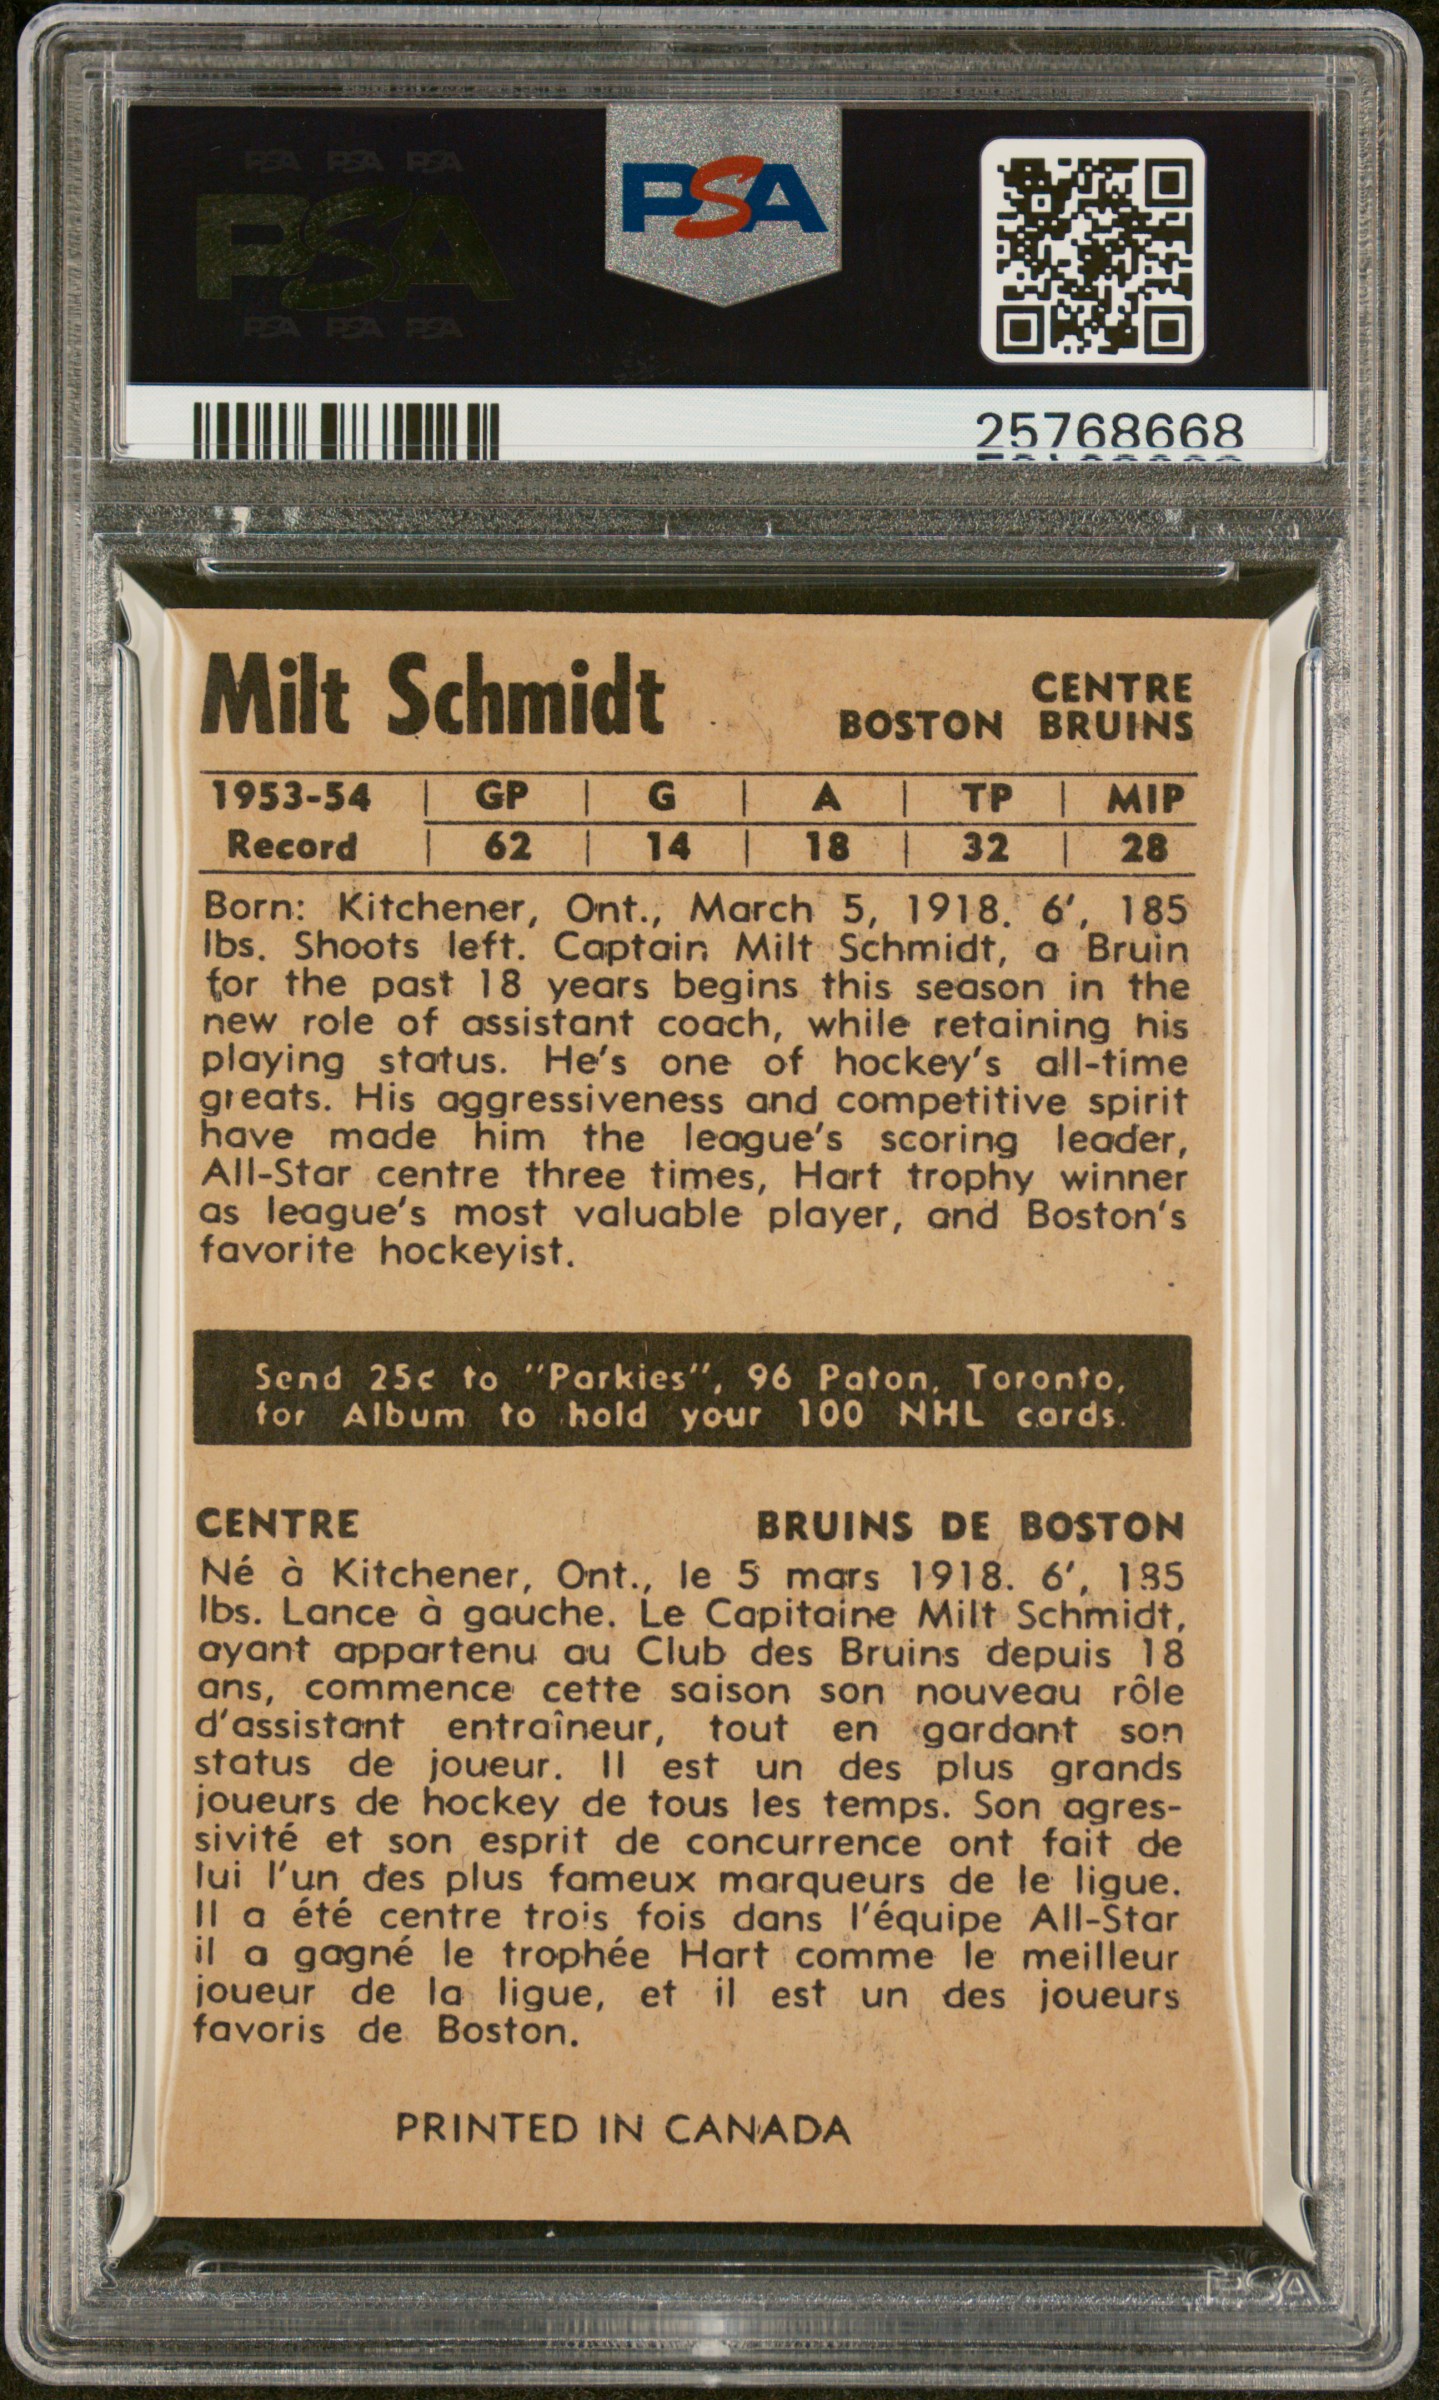 PSA PSA PSA
PSA
PSA PSA PSA
PSA
25768668
Milt Schmidt
CENTRE
BOSTON BRUINS
1953-54 | GP | G | A | TP | MIP
Record | 62 | 14 | 18 | 32 | 28
Born: Kitchener, Ont., March 5, 1918. 6', 185
lbs. Shoots left. Captain Milt Schmidt, a Bruin
for the past 18 years begins this season in the
new role of assistant coach, while retaining his
playing status. He's one of hockey's all-time
greats. His aggressiveness and competitive spirit
have made him the league's scoring leader,
All-Star centre three times, Hart trophy winner
as league's most valuable player, and Boston's
favorite hockeyist.
Send 25¢ to "Parkies", 96 Paton, Toronto,
for Album to hold your 100 NHL cards.
CENTRE BRUINS DE BOSTON
Né à Kitchener, Ont., le 5 mars 1918. 6', 185
lbs. Lance à gauche. Le Capitaine Milt Schmidt,
ayant appartenu au Club des Bruins depuis 18
ans, commence cette saison son nouveau rôle
d'assistant entraîneur, tout en gardant son
status de joueur. Il est un des plus grands
joueurs de hockey de tous les temps. Son agres-
sivité et son esprit de concurrence ont fait de
lui l'un des plus fameux marqueurs de le ligue.
Il a été centre trois fois dans l'équipe All-Star
il a gagné le trophée Hart comme le meilleur
joueur de la ligue, et il est un des joueurs
favoris de Boston.
PRINTED IN CANADA
PSA